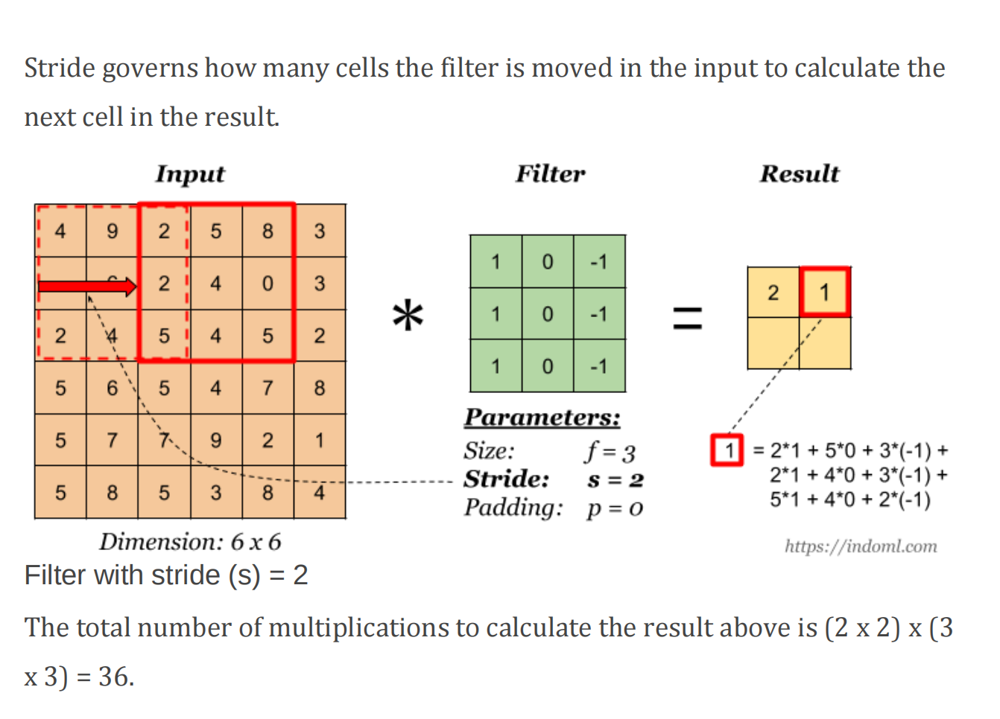 Stride governs how many cells the filter is moved in the input to calculate the
next cell in the result.
Input
Filter
Result
4 9 2 5 8 3
2 4 0 3
2 4 5 4 5 2
5 6 5 4 7 8
5 7 7 9 2 1
5 8 5 3 8 4
Dimension: 6 x 6
*
1 0 -1
1 0 -1
1 0 -1
Parameters:
Size: f = 3
Stride: s = 2
Padding: p = 0
=
2 1
1 = 2*1 + 5*0 + 3*(-1) +
2*1 + 4*0 + 3*(-1) +
5*1 + 4*0 + 2*(-1)
https://indoml.com
Filter with stride (s) = 2
The total number of multiplications to calculate the result above is (2 x 2) x (3
x 3) = 36.